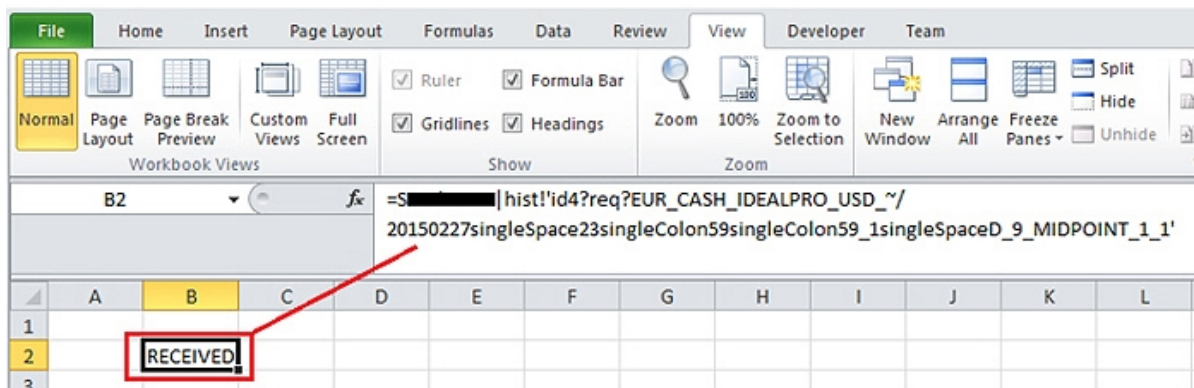 File Home Insert Page Layout Formulas Data Review View Developer Team
Ruler Formula Bar
Gridlines Headings
Normal Page Layout Page Break Preview Custom Views Full Screen
Zoom 100% Zoom to Selection
New Window Arrange All Freeze Panes
Split
Hide
Unhide
Workbook Views Show Zoom
B2 fx =S |hist!'id4?req?EUR_CASH_IDEALPRO_USD_~/
20150227singleSpace23singleColon59singleColon59_1singleSpaceD_9_MIDPOINT_1_1'
A B C D E F G H I J K L
1
2 RECEIVED
3